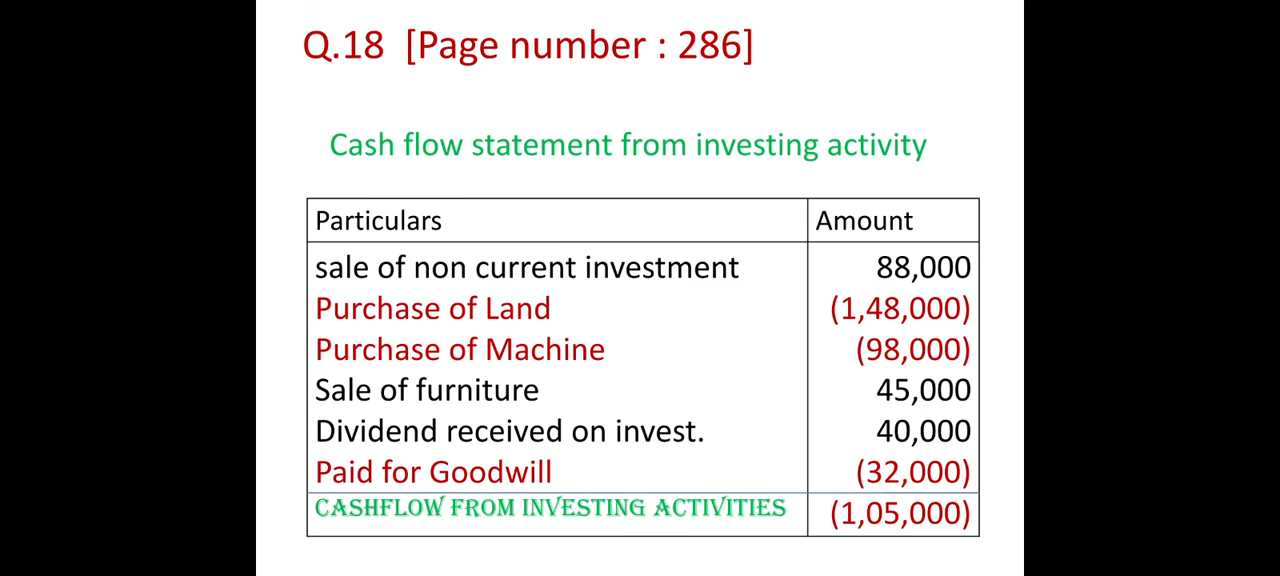 Q.18 [Page number : 286]
Cash flow statement from investing activity
Particulars Amount
sale of non current investment 88,000
Purchase of Land (1,48,000)
Purchase of Machine (98,000)
Sale of furniture 45,000
Dividend received on invest. 40,000
Paid for Goodwill (32,000)
CASHFLOW FROM INVESTING ACTIVITIES (1,05,000)